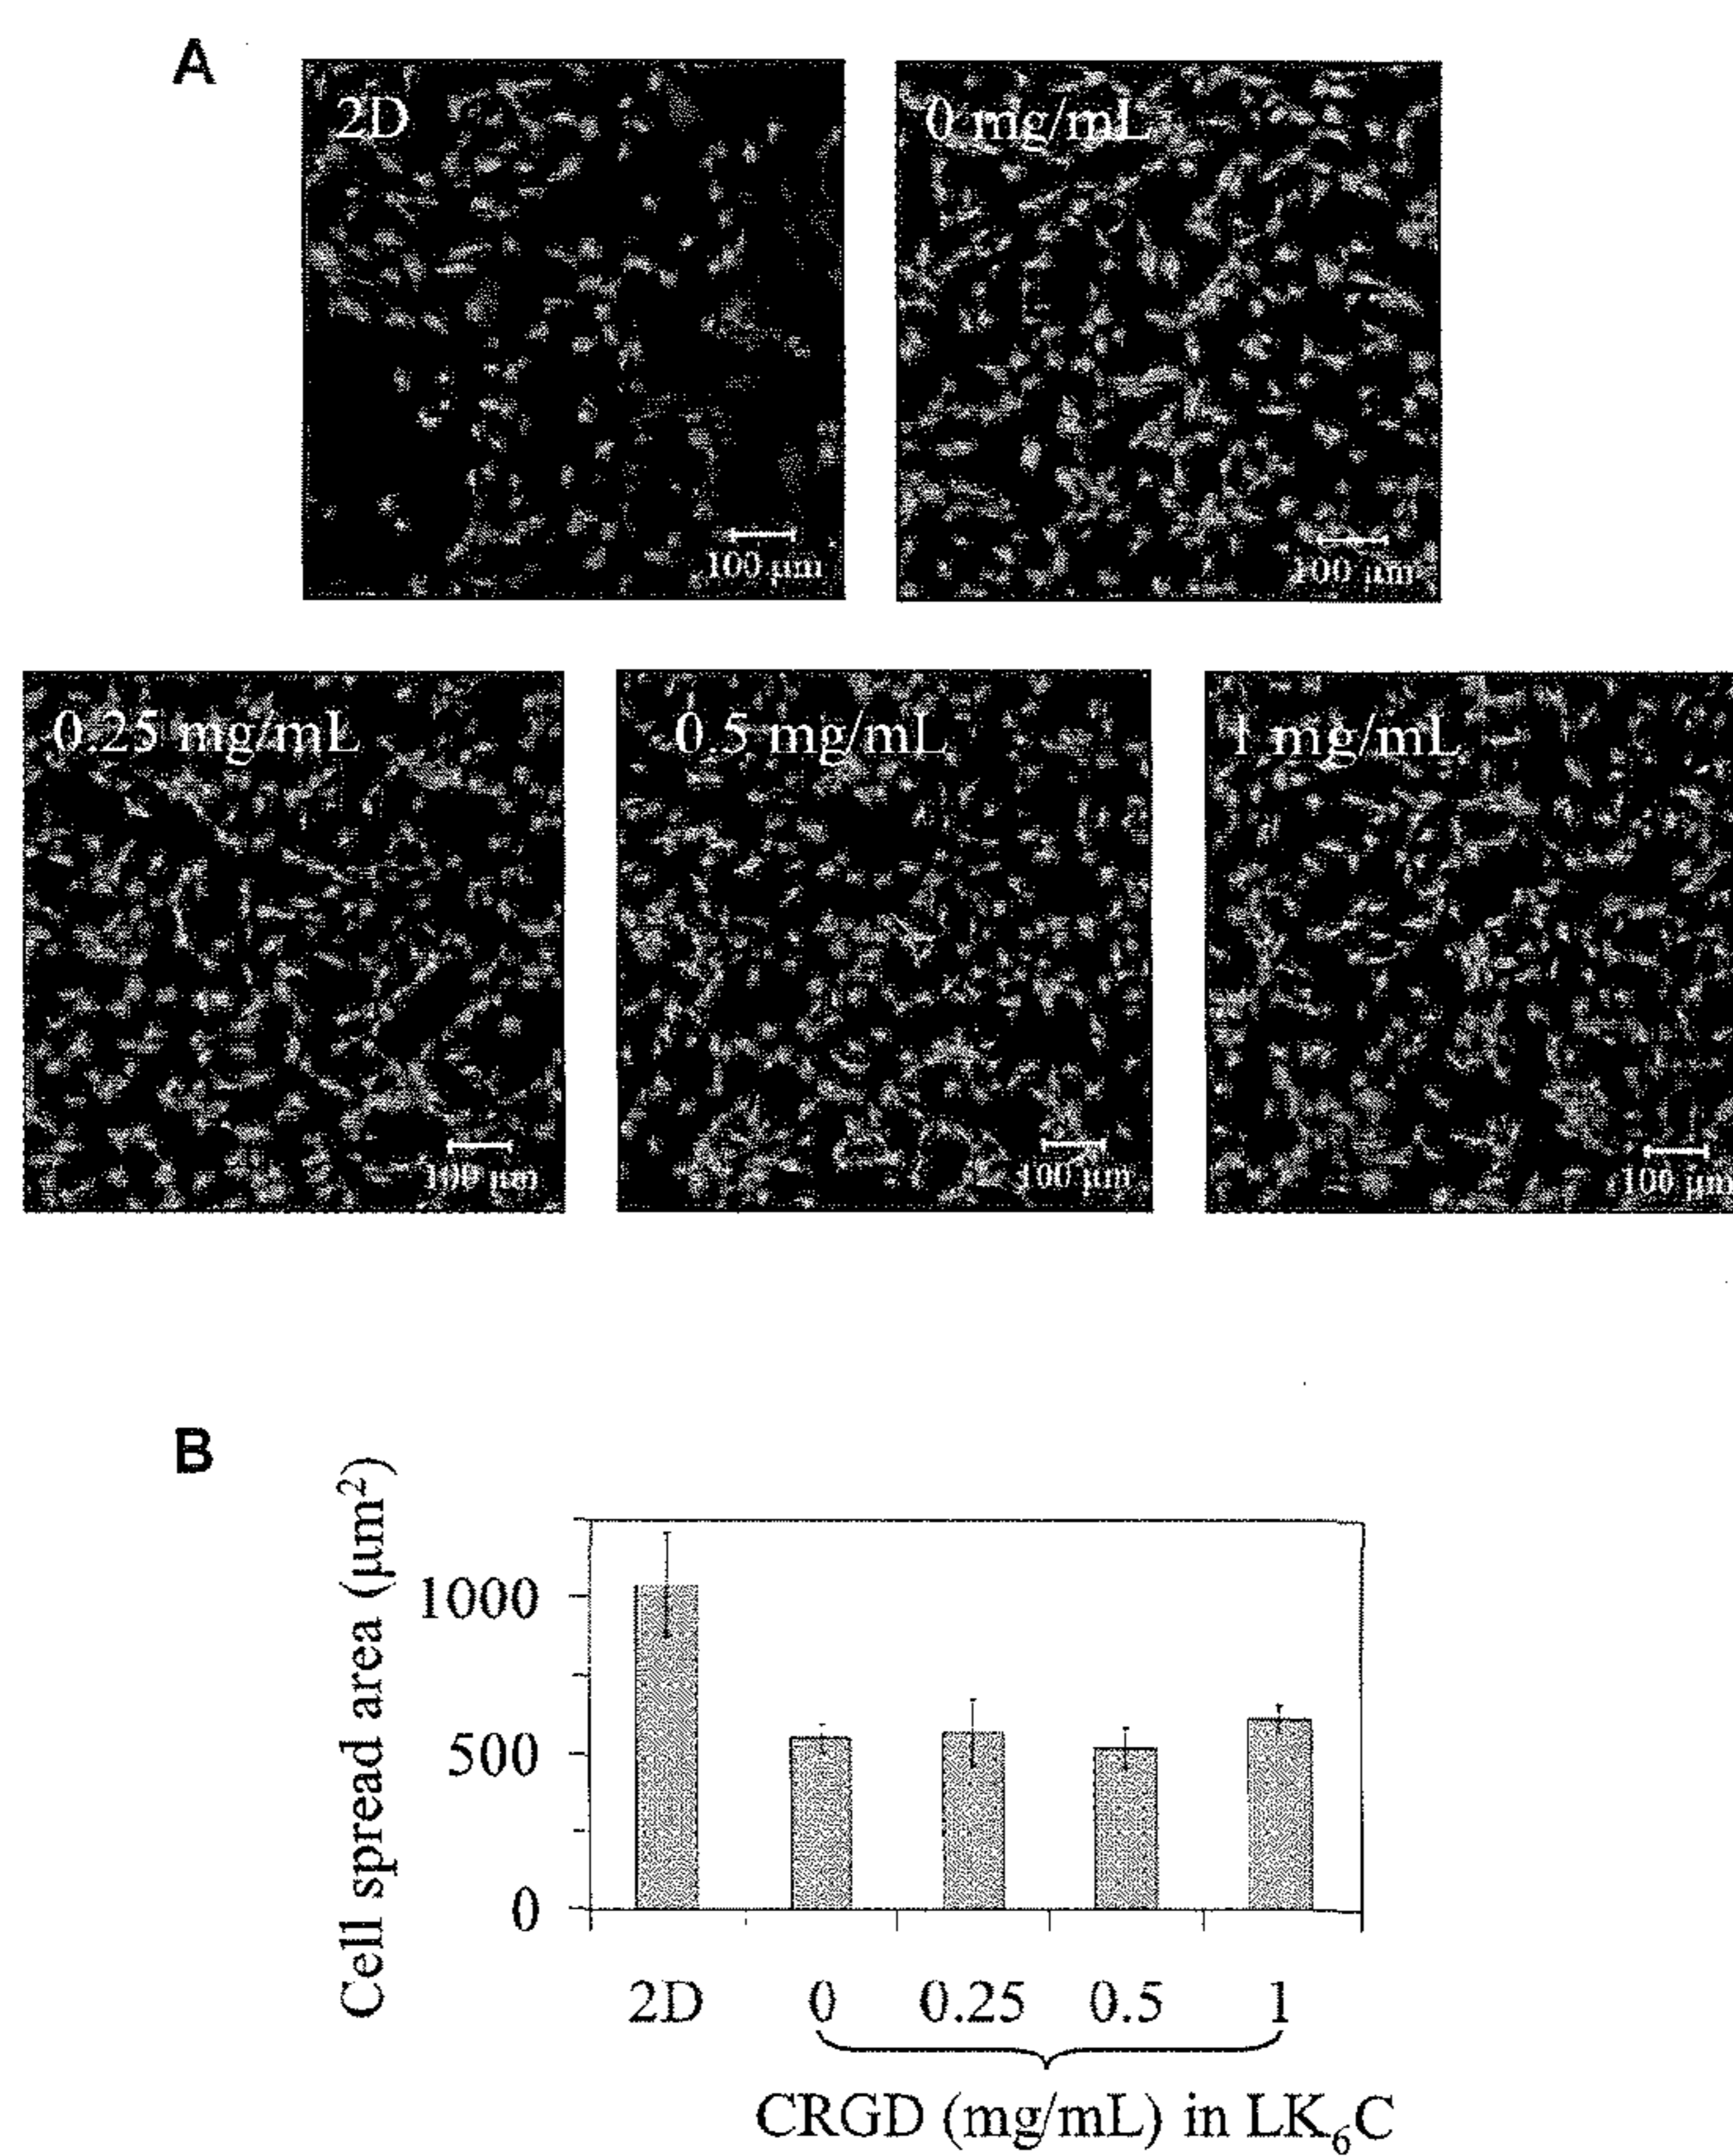 A
2D
100 μm
0 mg/mL
100 μm
0.25 mg/mL
100 μm
0.5 mg/mL
100 μm
1 mg/mL
100 μm
B
Cell spread area (μm²)
1000
500
0
2D 0 0.25 0.5 1
CRGD (mg/mL) in LK₆C